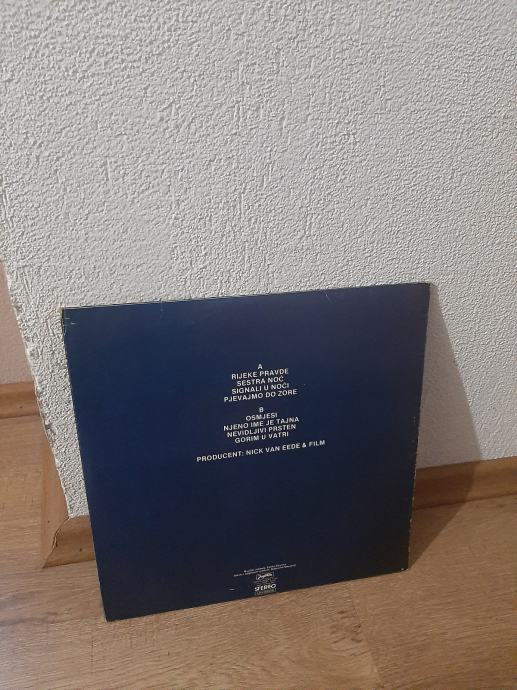 A
RIJEKE PRAVDE
SESTRA NOĆ
SIGNALI U NOĆI
PJEVAJMO DO ZORE
B
OSMJESI
NJENO IME JE TAJNA
NEVIDLJIVI PRSTEN
GORIM U VATRI
PRODUCENT: NICK VAN EEDE & FILM
STEREO